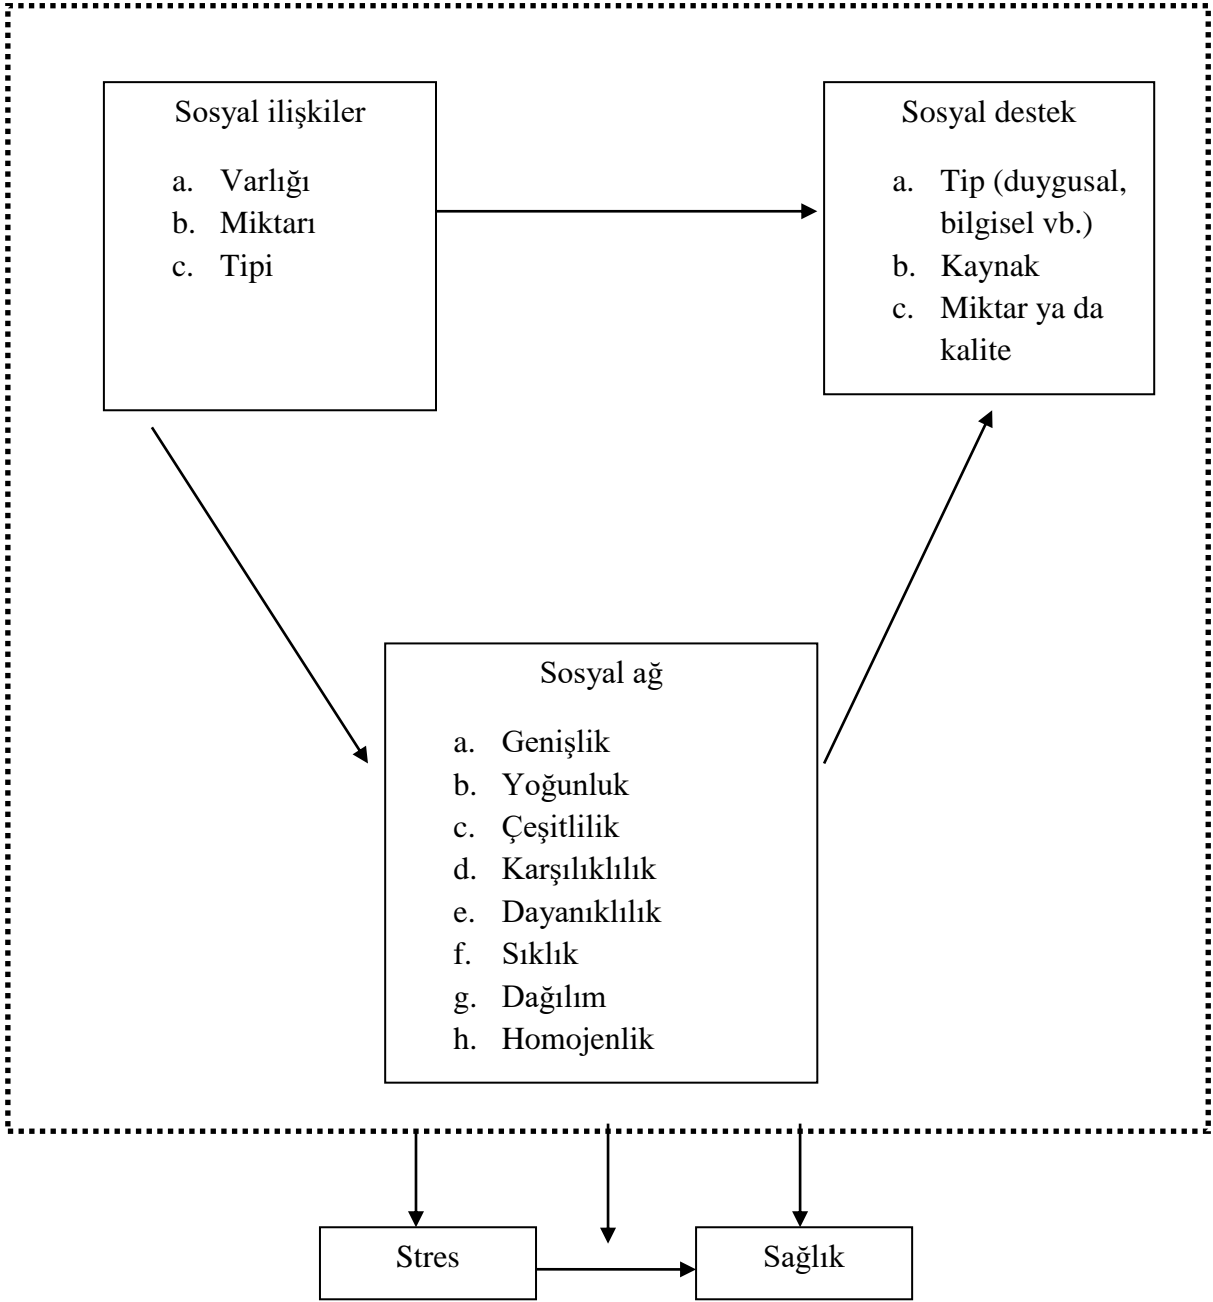 Sosyal ilişkiler
a. Varlığı
b. Miktarı
c. Tipi
Sosyal destek
a. Tip (duygusal,
bilgisel vb.)
b. Kaynak
c. Miktar ya da
kalite
Sosyal ağ
a. Genişlik
b. Yoğunluk
c. Çeşitlilik
d. Karşılıklılık
e. Dayanıklılık
f. Sıklık
g. Dağılım
h. Homojenlik
Stres
Sağlık